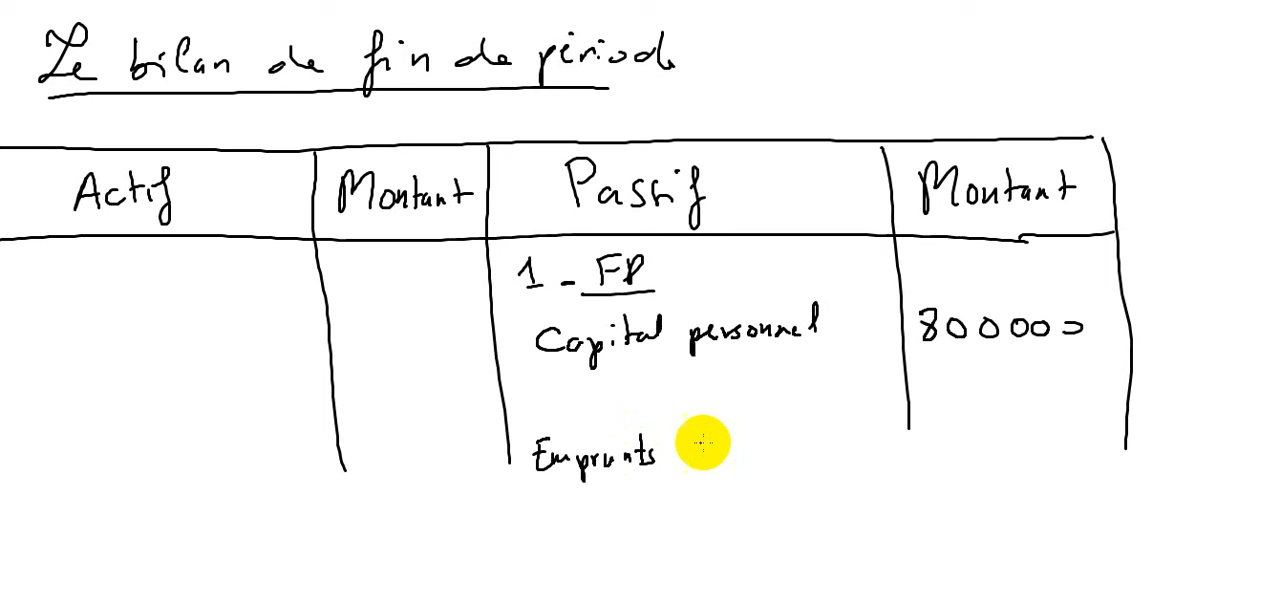 Le bilan de fin de période
Actif Montant Passif Montant
1 - FP
Capital personnel 800000
Emprunts